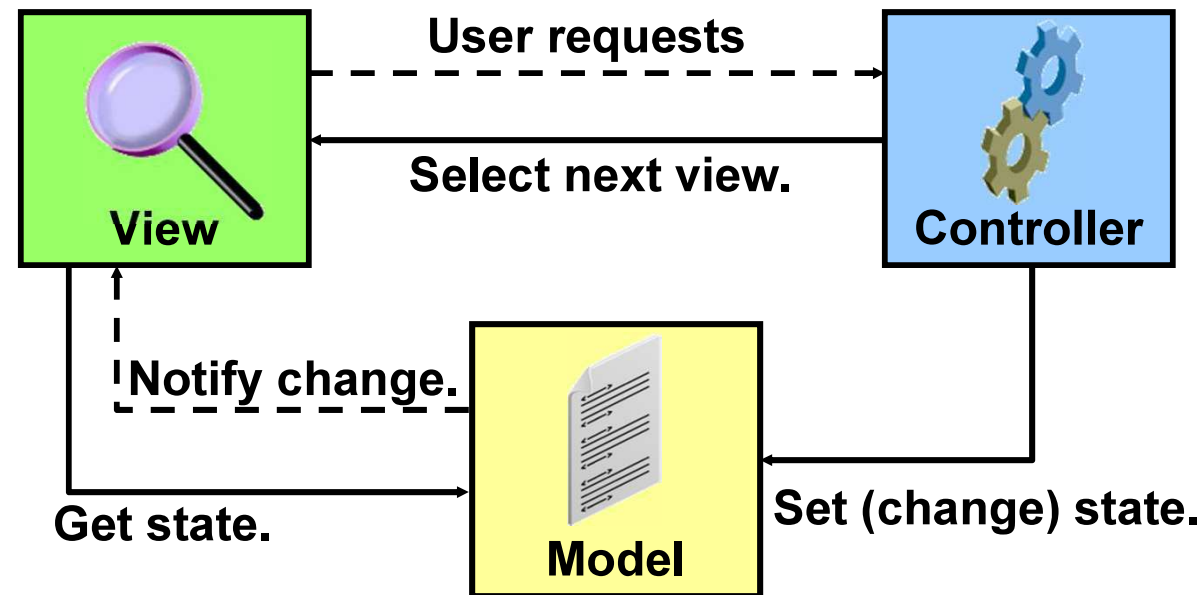 User requests
Select next view.
View
Controller
Notify change.
Get state.
Set (change) state.
Model